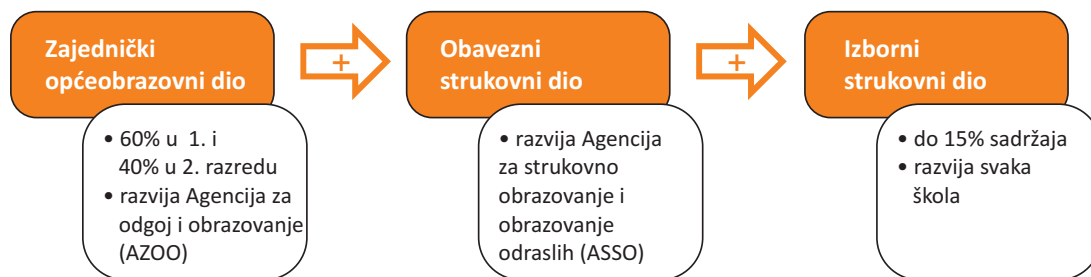 Zajednički
općeobrazovni dio
• 60% u 1. i
40% u 2. razredu
• razvija Agencija za
odgoj i obrazovanje
(AZOO)
+
Obavezni
strukovni dio
• razvija Agencija
za strukovno
obrazovanje i
obrazovanje
odraslih (ASSO)
+
Izborni
strukovni dio
• do 15% sadržaja
• razvija svaka
škola